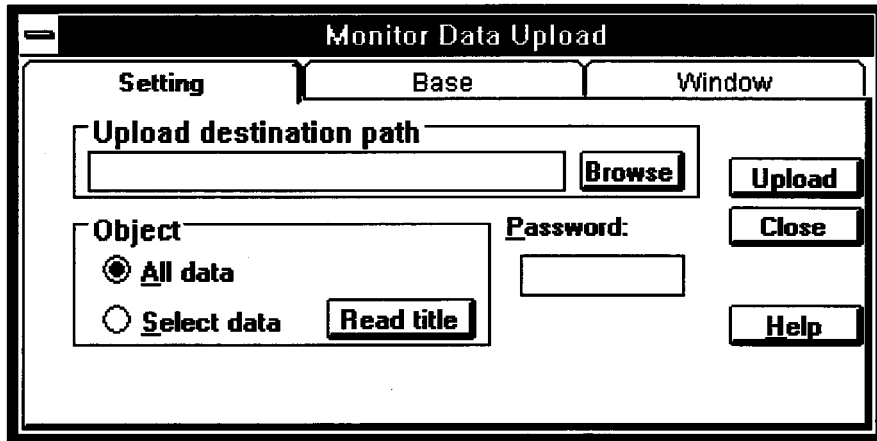 Monitor Data Upload
Setting
Base
Window
Upload destination path
Browse
Upload
Object
Password:
Close
All data
Select data
Read title
Help